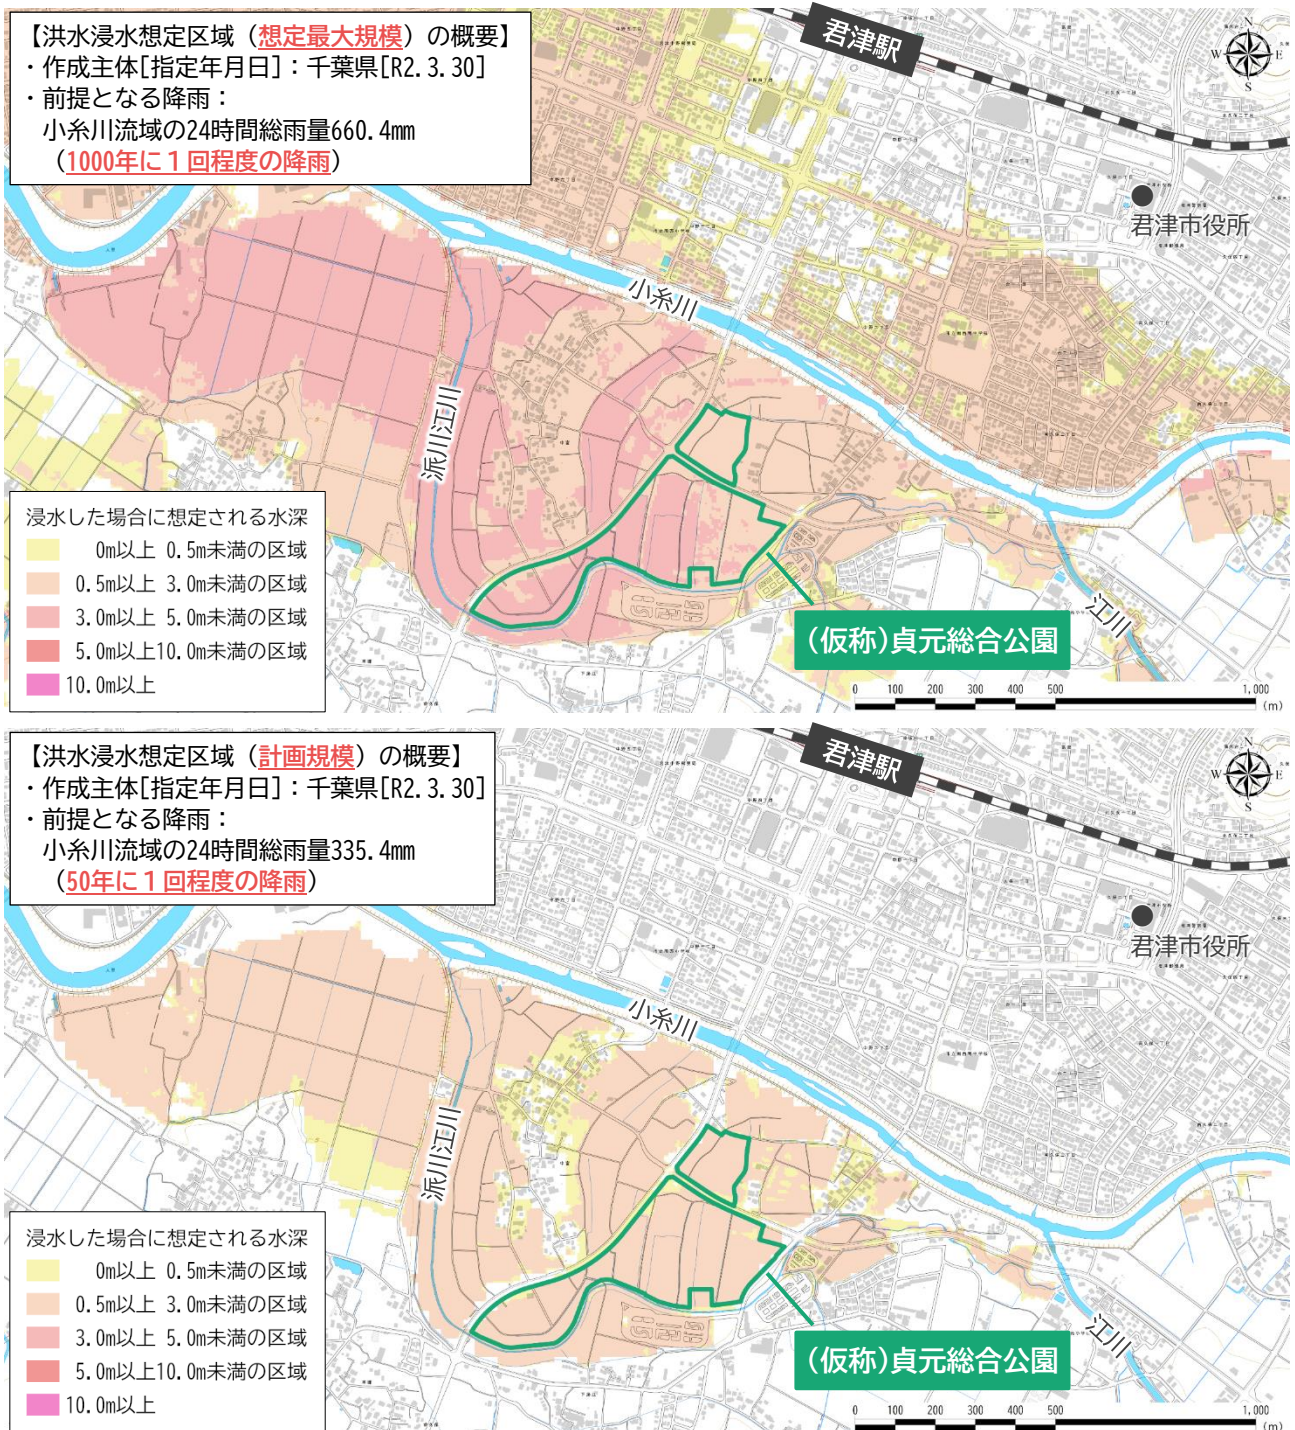 【洪水浸水想定区域（想定最大規模）の概要】
・作成主体[指定年月日]：千葉県[R2.3.30]
・前提となる降雨：
小糸川流域の24時間総雨量660.4mm
（1000年に１回程度の降雨）
君津駅
N
W E
S
君津市役所
小糸川
派川江川
江川
浸水した場合に想定される水深
0m以上 0.5m未満の区域
0.5m以上 3.0m未満の区域
3.0m以上 5.0m未満の区域
5.0m以上10.0m未満の区域
10.0m以上
(仮称)貞元総合公園
0 100 200 300 400 500 1,000
(m)
【洪水浸水想定区域（計画規模）の概要】
・作成主体[指定年月日]：千葉県[R2.3.30]
・前提となる降雨：
小糸川流域の24時間総雨量335.4mm
（50年に１回程度の降雨）
君津駅
N
W E
S
君津市役所
小糸川
派川江川
江川
浸水した場合に想定される水深
0m以上 0.5m未満の区域
0.5m以上 3.0m未満の区域
3.0m以上 5.0m未満の区域
5.0m以上10.0m未満の区域
10.0m以上
(仮称)貞元総合公園
0 100 200 300 400 500 1,000
(m)